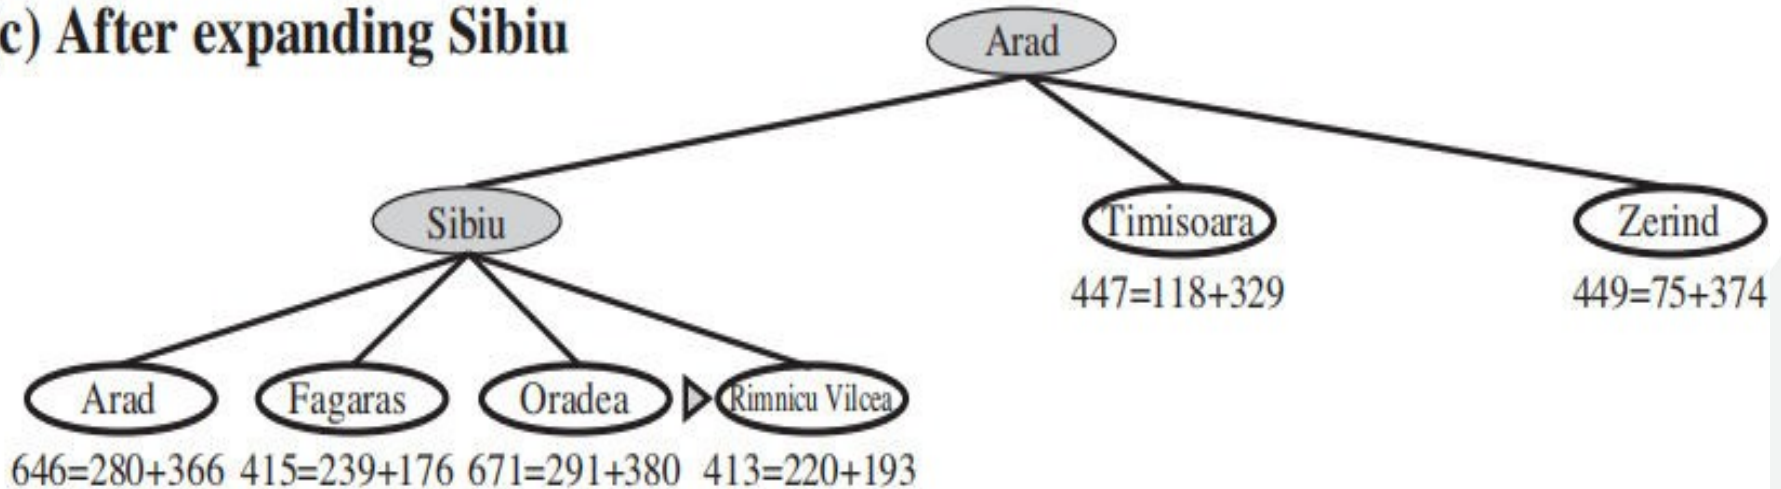 c) After expanding Sibiu
Arad
Sibiu
Timisoara
Zerind
447=118+329
449=75+374
Arad
Fagaras
Oradea
Rimnicu Vilcea
646=280+366
415=239+176
671=291+380
413=220+193